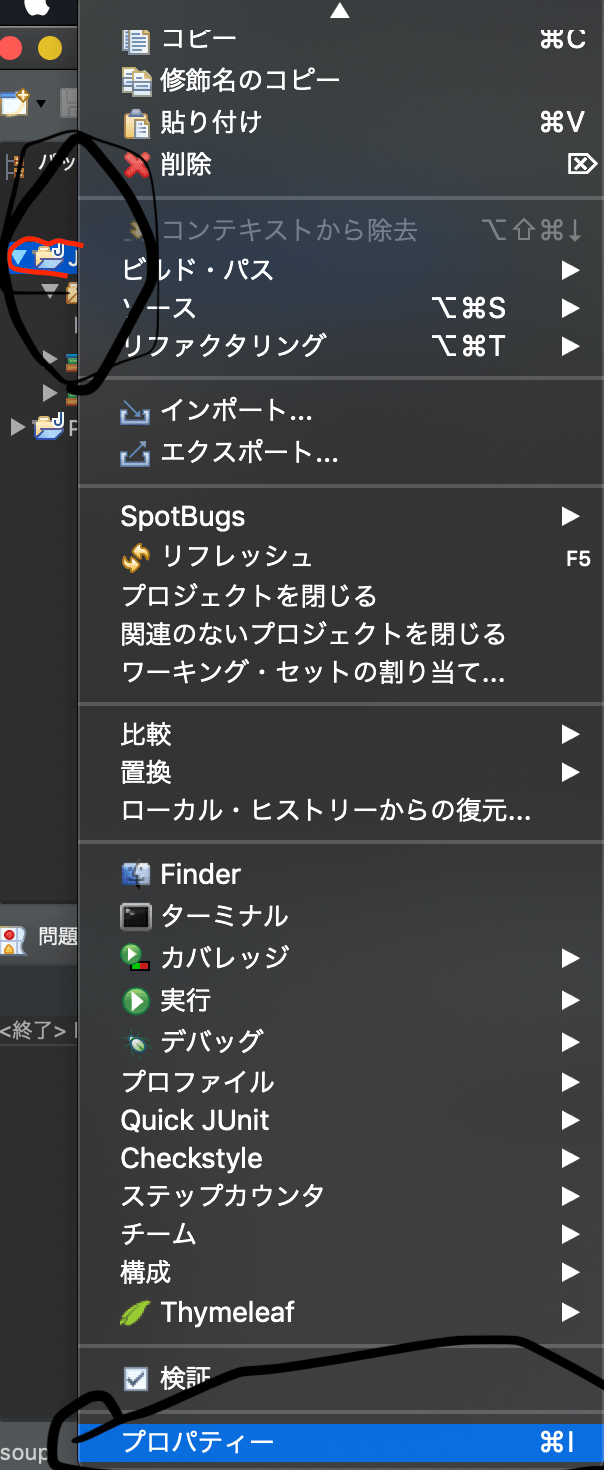 コピー ⌘C
修飾名のコピー
貼り付け ⌘V
パッ
削除 ⌦
コンテキストから除去 ⌥⇧⌘↓
J
ビルド・パス ▶
ソース ⌥⌘S ▶
リファクタリング ⌥⌘T ▶
インポート...
P
エクスポート...
SpotBugs ▶
リフレッシュ F5
プロジェクトを閉じる
関連のないプロジェクトを閉じる
ワーキング・セットの割り当て...
比較 ▶
置換 ▶
ローカル・ヒストリーからの復元...
Finder
ターミナル
問題
カバレッジ ▶
実行 ▶
<終了>
デバッグ ▶
プロファイル ▶
Quick JUnit ▶
Checkstyle ▶
ステップカウンタ ▶
チーム ▶
構成 ▶
Thymeleaf ▶
検証
プロパティー ⌘I
soup